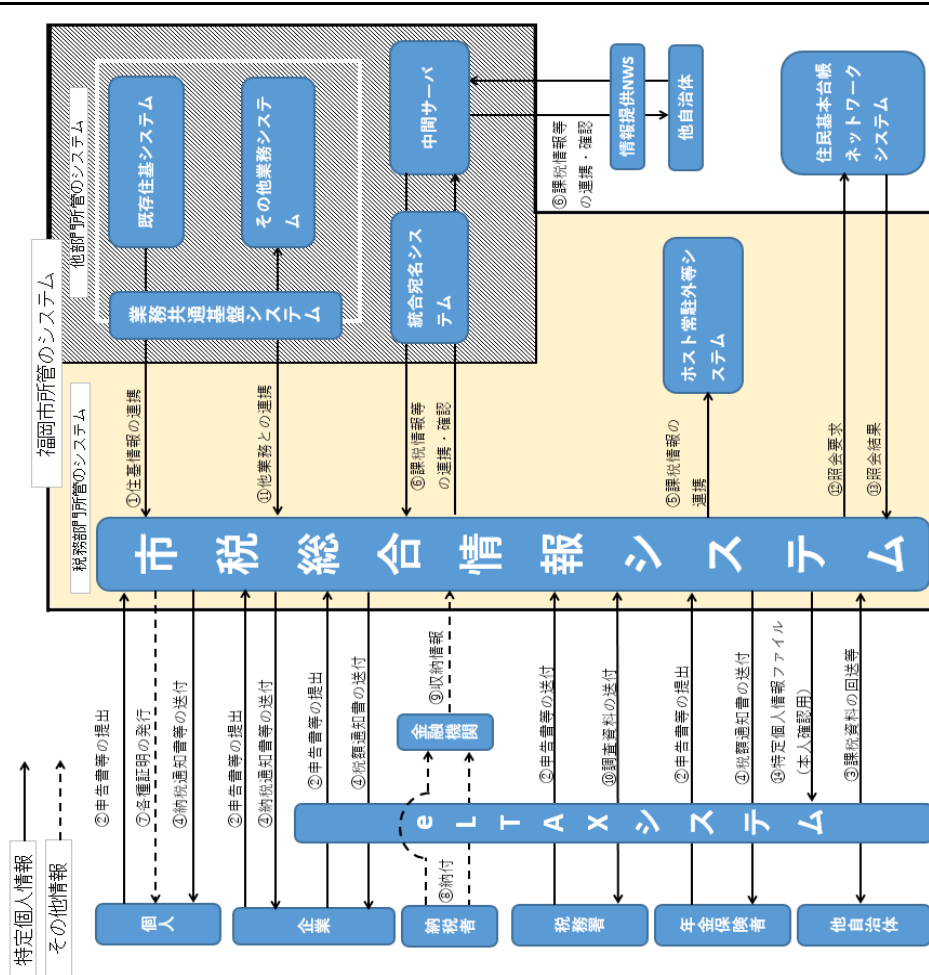 特定個人情報
その他情報
福岡市所管のシステム
税務部門所管のシステム
他部門所管のシステム
個人
企業
納税者
税務署
年金保険者
他自治体
②申告書等の提出
⑦各種証明の発行
④納税通知書等の送付
②申告書等の提出
④納税通知書等の送付
②申告書等の提出
④税額通知書の送付
⑧納付
金融
機関
⑨収納情報
②申告書等の送付
⑩調査資料の送付
②申告書等の提出
④税額通知書の送付
⑭特定個人情報ファイル
(本人確認用)
③課税資料の回送等
eLTAXシステム
市税総合情報システム
①住基情報の連携
⑪他業務との連携
⑥課税情報等
の連携・確認
⑤課税情報の
連携
⑫照会要求
⑬照会結果
業務共通基盤システム
既存住基システム
その他業務システ
ム
統合宛名シス
テム
中間サーバ
⑥課税情報等
の連携・確認
情報提供NWS
他自治体
ホスト常駐外等シ
ステム
住民基本台帳
ネットワーク
システム